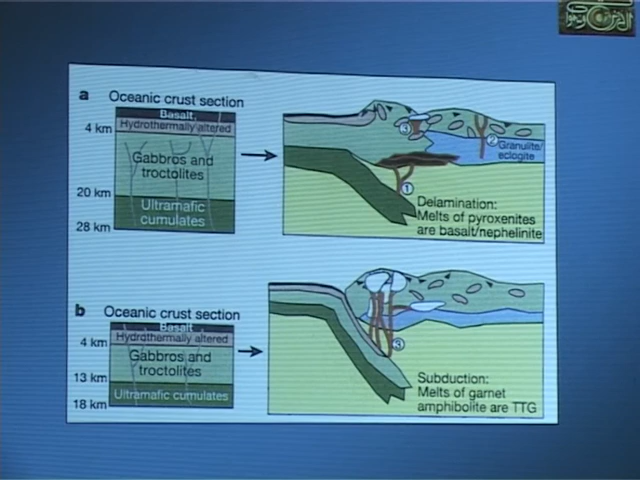 a
Oceanic crust section
Basalt
4 km
Hydrothermally altered
Gabbros and
troctolites
20 km
Ultramafic
cumulates
28 km
3
2
Granulite/
eclogite
1
Delamination:
Melts of pyroxenites
are basalt/nephelinite
b
Oceanic crust section
Basalt
4 km
Hydrothermally altered
Gabbros and
troctolites
13 km
Ultramafic cumulates
18 km
3
Subduction:
Melts of garnet
amphibolite are TTG